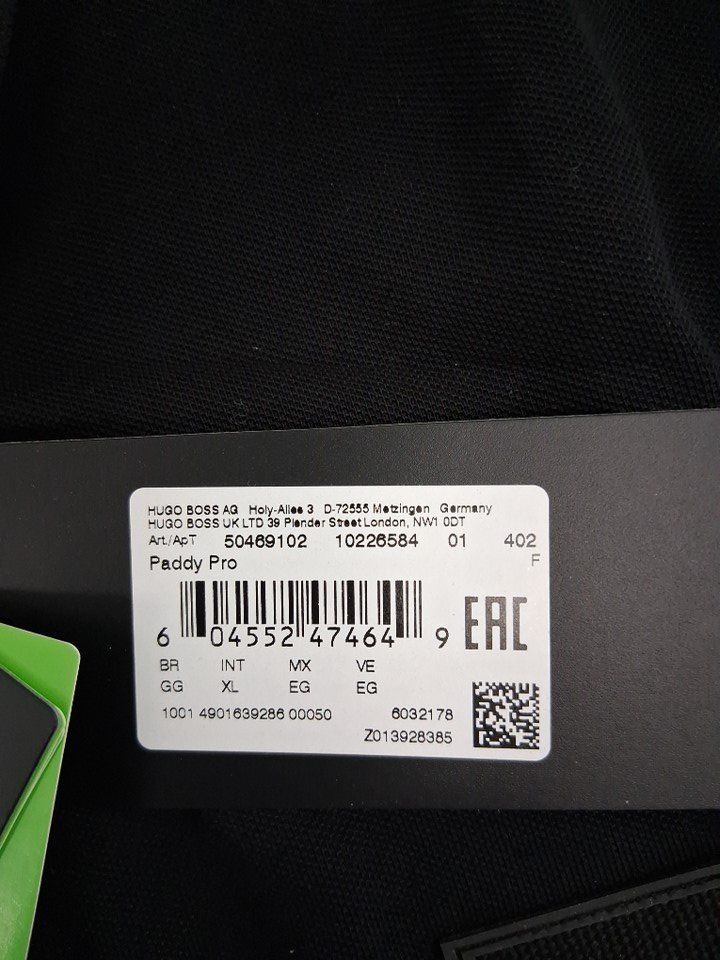 HUGO BOSS AG Holy-Allee 3 D-72555 Metzingen Germany
HUGO BOSS UK LTD 39 Plender Street London, NW1 0DT
Art./ApT 50469102 10226584 01 402
Paddy Pro F
6 04552 47464 9 EAC
BR INT MX VE
GG XL EG EG
1001 4901639286 00050 6032178
Z013928385